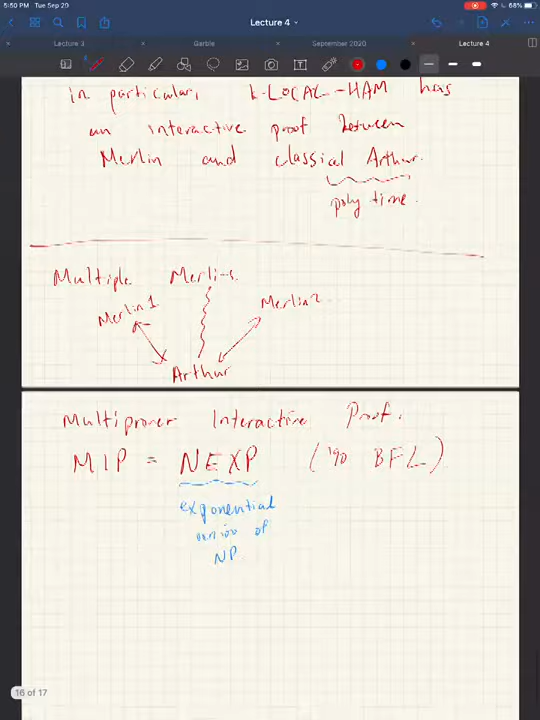 5:50 PM Tue Sep 29
68%
Lecture 4
Lecture 3
Garble
September 2020
Lecture 4
in particular, k-LOCAL-HAM has
an interactive proof between
Merlin and classical Arthur.
poly time.
Multiple Merlins
Merlin 1
Merlin 2
Arthur
Multiprover Interactive Proof.
MIP = NEXP ('90 BFL)
exponential
version of
NP
16 of 17